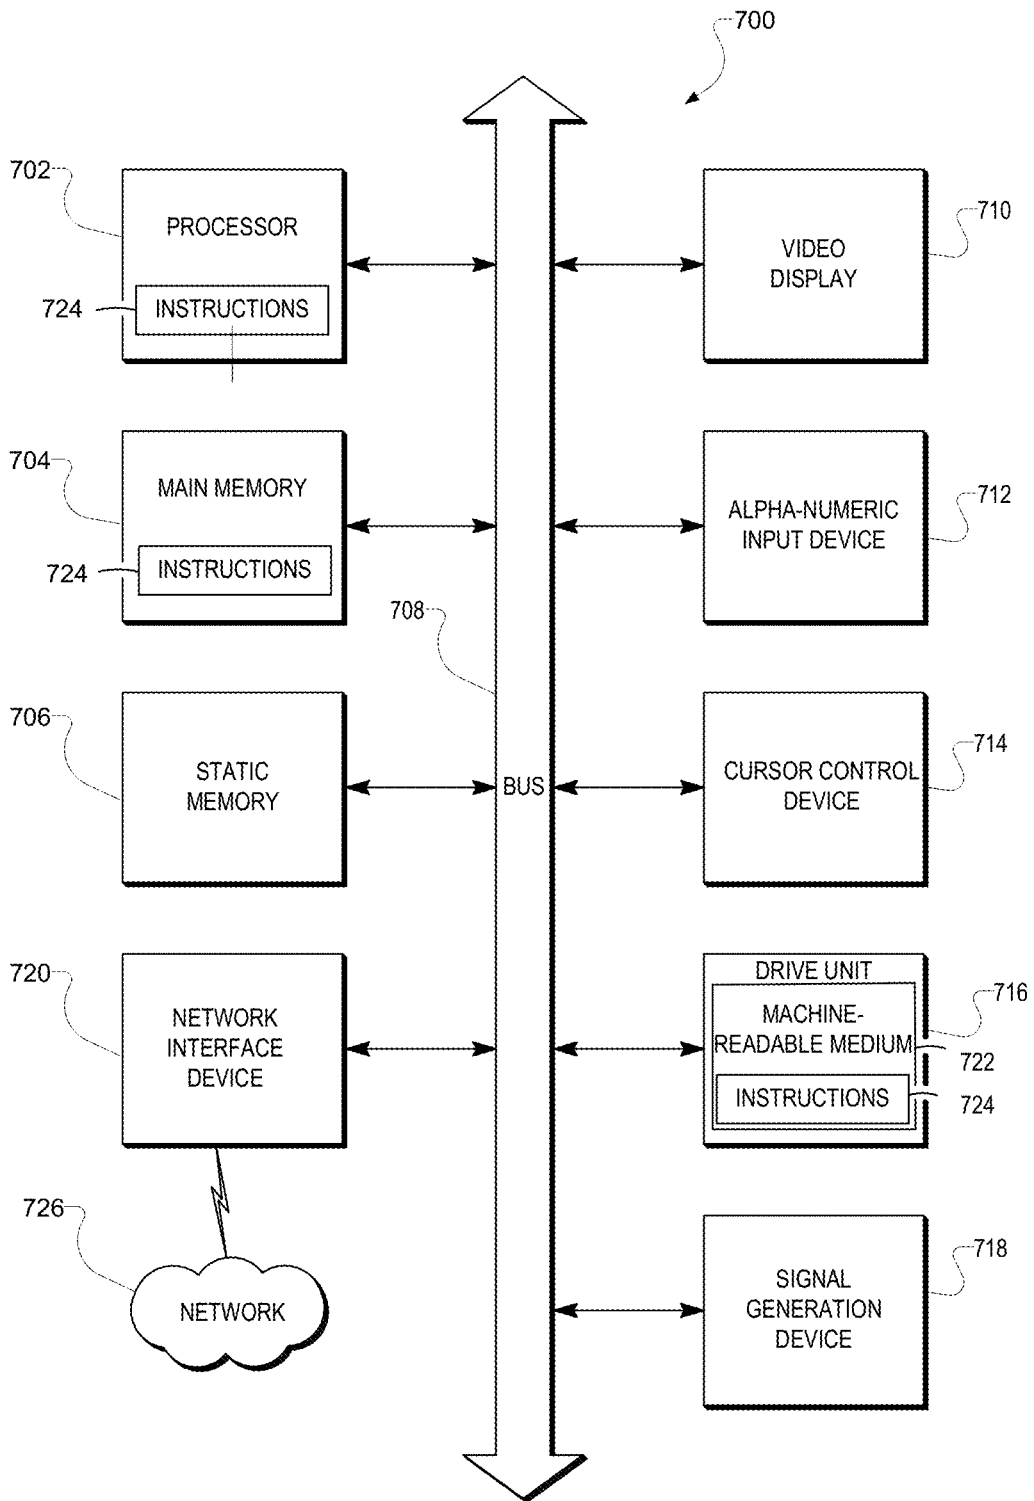 700
702
PROCESSOR
724
INSTRUCTIONS
704
MAIN MEMORY
724
INSTRUCTIONS
706
STATIC
MEMORY
720
NETWORK
INTERFACE
DEVICE
726
NETWORK
708
BUS
710
VIDEO
DISPLAY
712
ALPHA-NUMERIC
INPUT DEVICE
714
CURSOR CONTROL
DEVICE
DRIVE UNIT
716
MACHINE-
READABLE MEDIUM
722
INSTRUCTIONS
724
718
SIGNAL
GENERATION
DEVICE